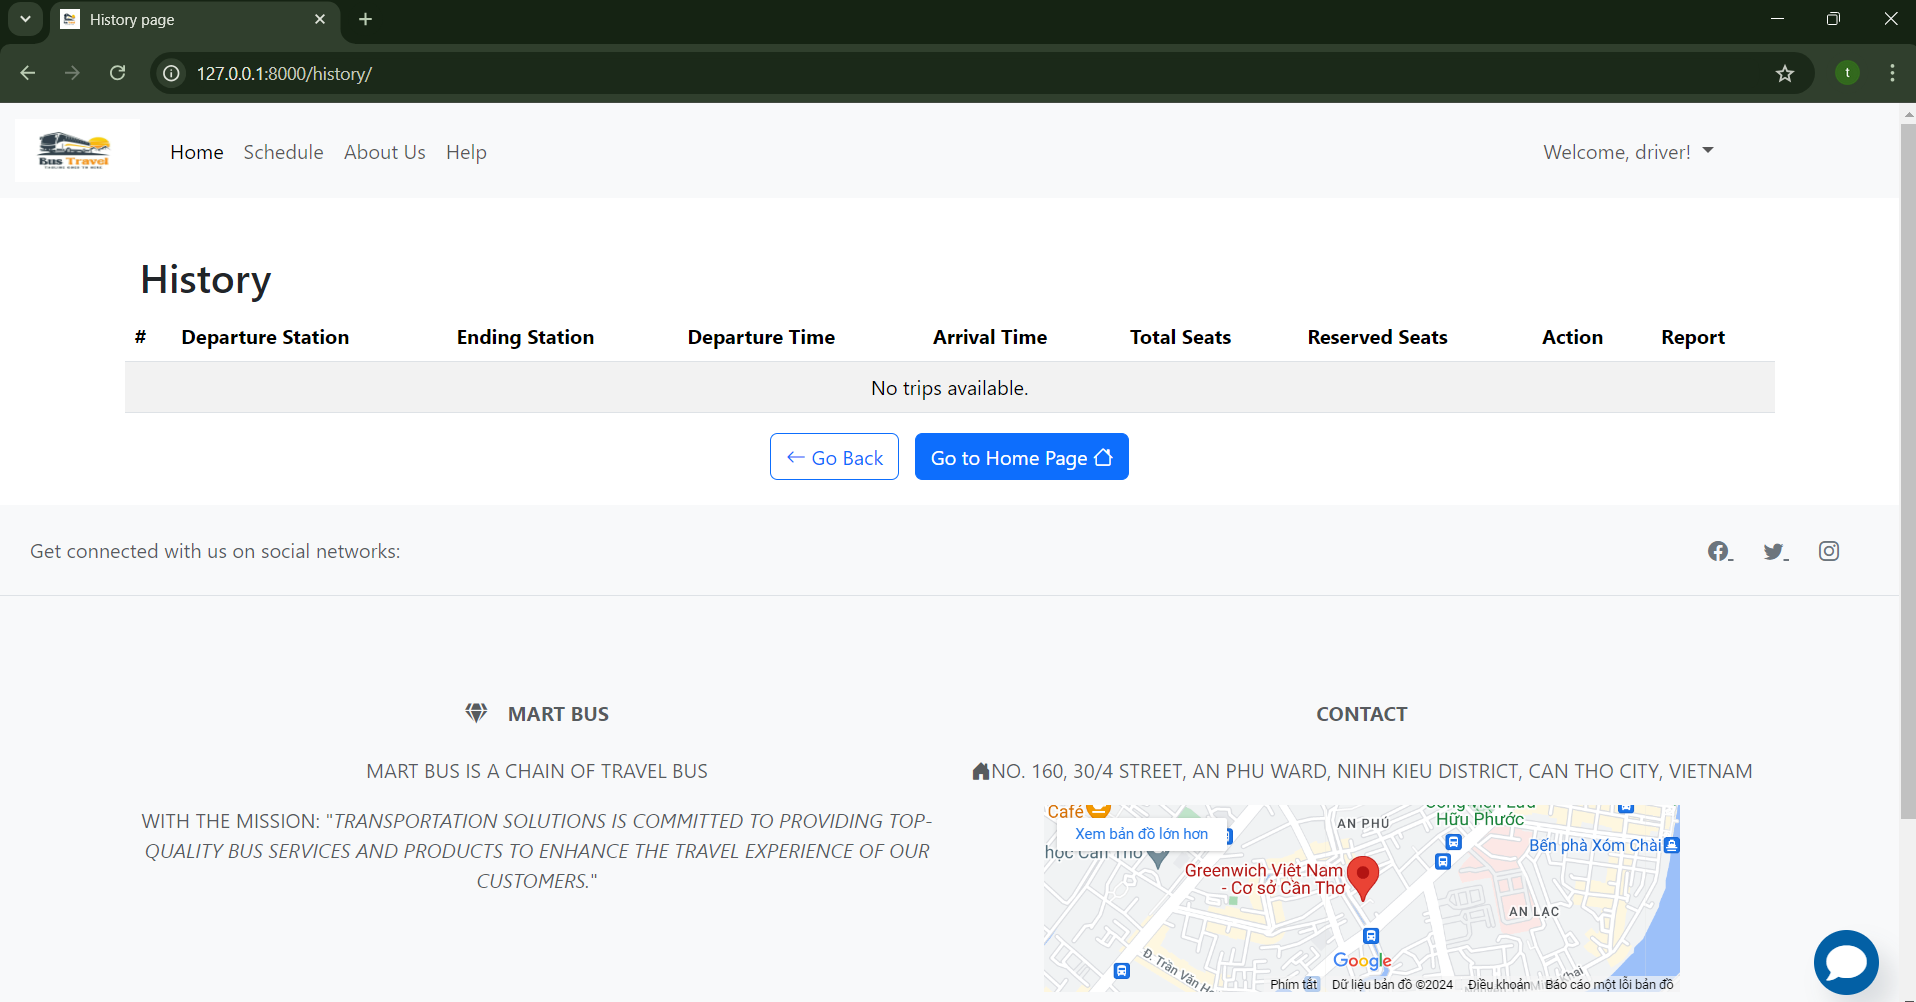 History page
127.0.0.1:8000/history/
t
Bus Travel
Home Schedule About Us Help
Welcome, driver!
History
# Departure Station Ending Station Departure Time Arrival Time Total Seats Reserved Seats Action Report
No trips available.
Go Back
Go to Home Page
Get connected with us on social networks:
MART BUS
MART BUS IS A CHAIN OF TRAVEL BUS
WITH THE MISSION: "TRANSPORTATION SOLUTIONS IS COMMITTED TO PROVIDING TOP-
QUALITY BUS SERVICES AND PRODUCTS TO ENHANCE THE TRAVEL EXPERIENCE OF OUR
CUSTOMERS."
CONTACT
NO. 160, 30/4 STREET, AN PHU WARD, NINH KIEU DISTRICT, CAN THO CITY, VIETNAM
Café
Xem bản đồ lớn hơn
học Cần Thơ
AN PHÚ
Công viên Lưu
Hữu Phước
Bến phà Xóm Chài
Greenwich Việt Nam
- Cơ sở Cần Thơ
AN LẠC
Đ. Trần Văn
Google
Phím tắt Dữ liệu bản đồ ©2024 Điều khoản Báo cáo một lỗi bản đồ